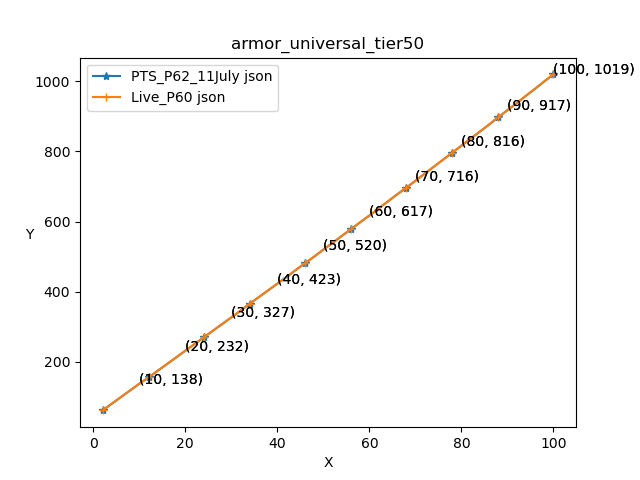 armor_universal_tier50
PTS_P62_11July json
Live_P60 json
(100, 1019)
(90, 917)
(80, 816)
(70, 716)
(60, 617)
(50, 520)
(40, 423)
(30, 327)
(20, 232)
(10, 138)
1000
800
600
400
200
Y
0 20 40 60 80 100
X